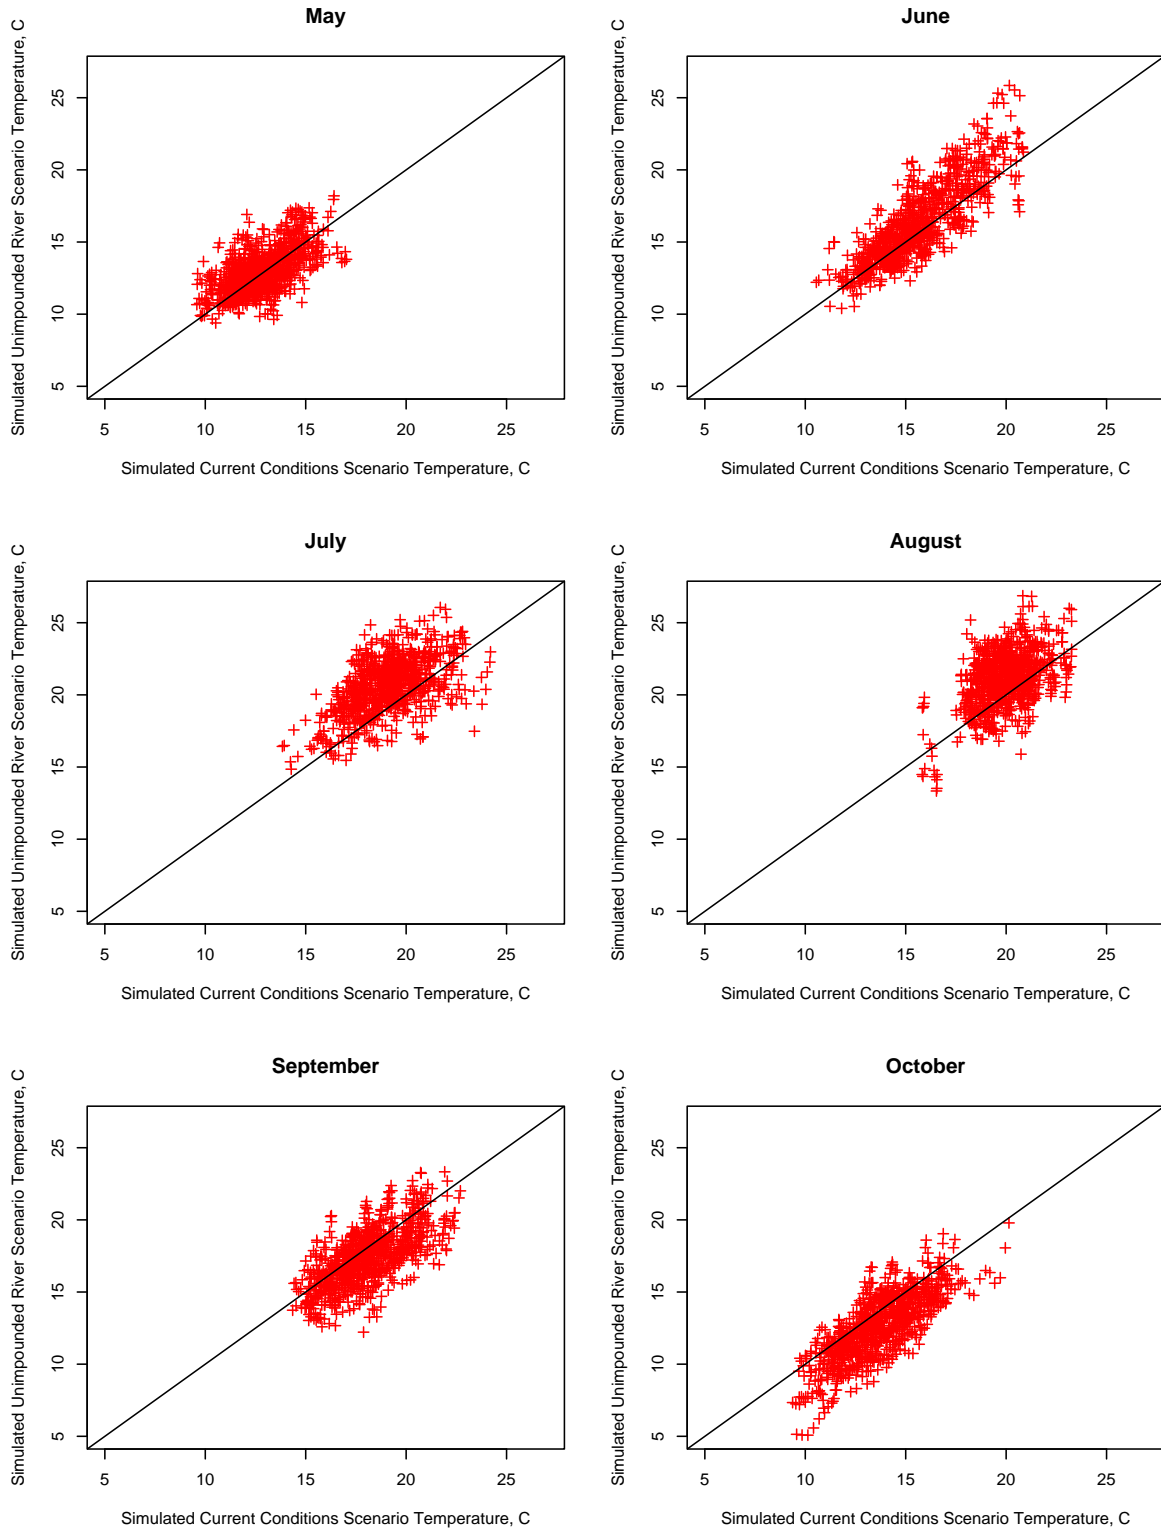 May
Simulated Unimpounded River Scenario Temperature, C
25
20
15
10
5
5 10 15 20 25
Simulated Current Conditions Scenario Temperature, C
June
Simulated Unimpounded River Scenario Temperature, C
25
20
15
10
5
5 10 15 20 25
Simulated Current Conditions Scenario Temperature, C
July
Simulated Unimpounded River Scenario Temperature, C
25
20
15
10
5
5 10 15 20 25
Simulated Current Conditions Scenario Temperature, C
August
Simulated Unimpounded River Scenario Temperature, C
25
20
15
10
5
5 10 15 20 25
Simulated Current Conditions Scenario Temperature, C
September
Simulated Unimpounded River Scenario Temperature, C
25
20
15
10
5
5 10 15 20 25
Simulated Current Conditions Scenario Temperature, C
October
Simulated Unimpounded River Scenario Temperature, C
25
20
15
10
5
5 10 15 20 25
Simulated Current Conditions Scenario Temperature, C